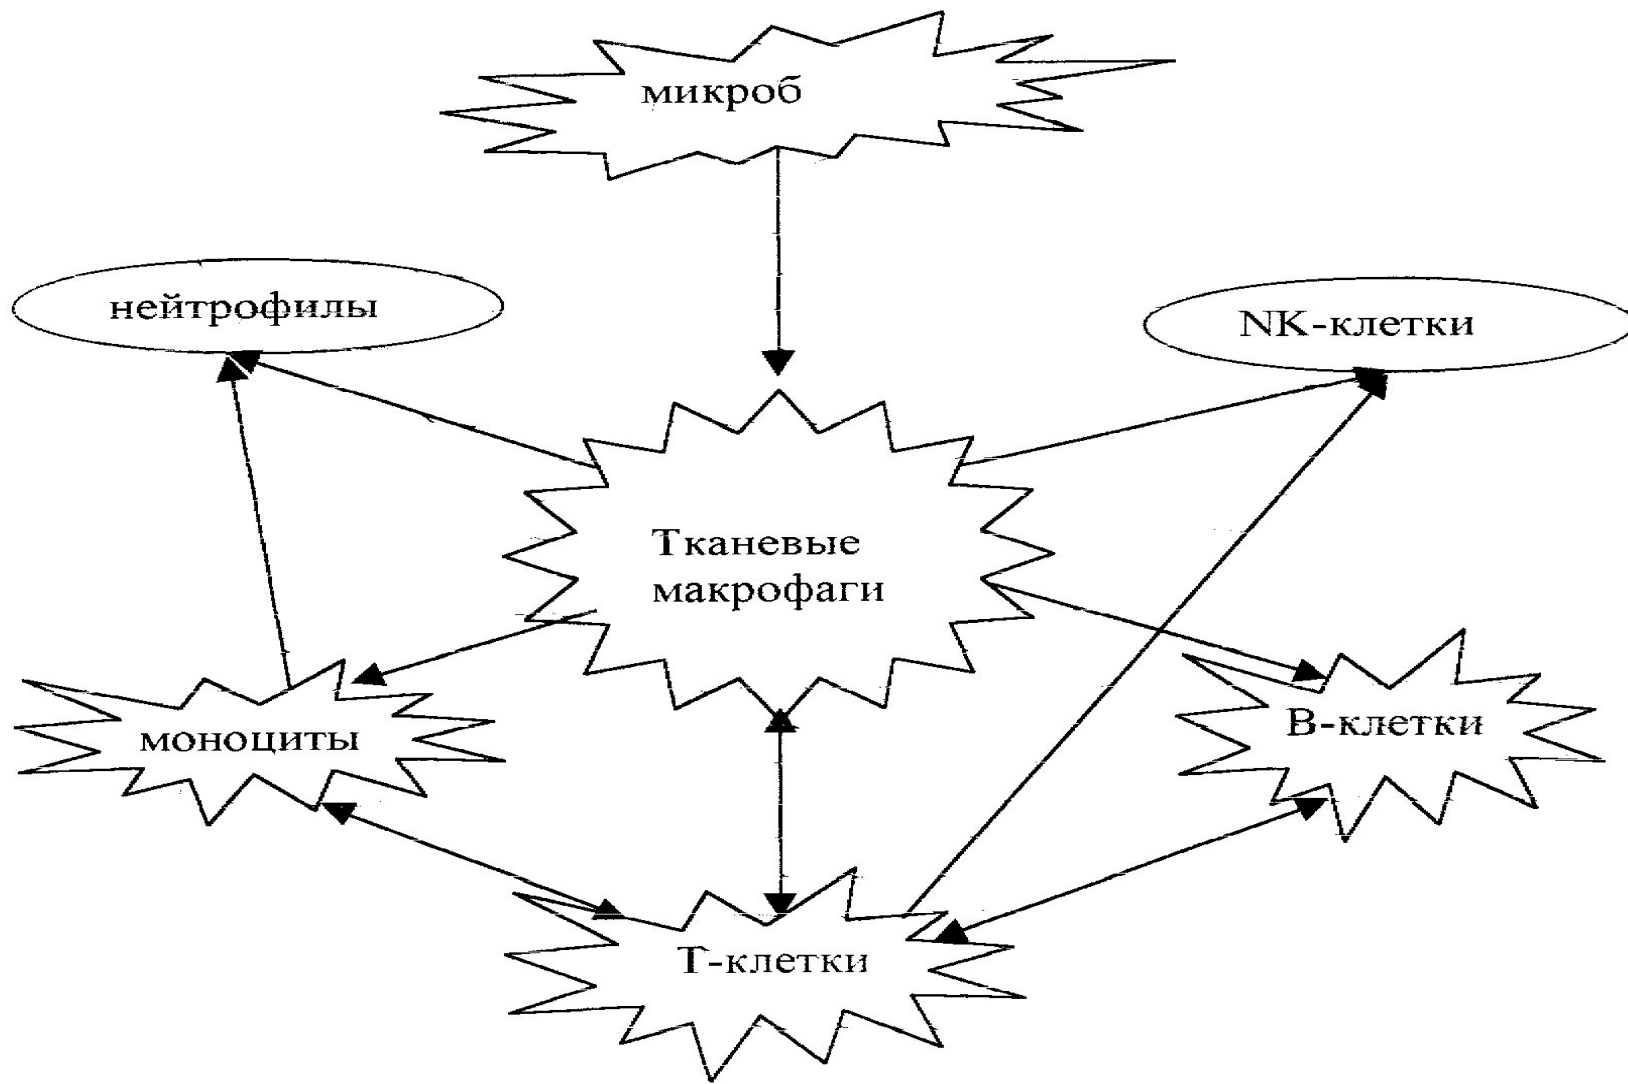 микроб
нейтрофилы
NK-клетки
Тканевые
макрофаги
моноциты
В-клетки
Т-клетки